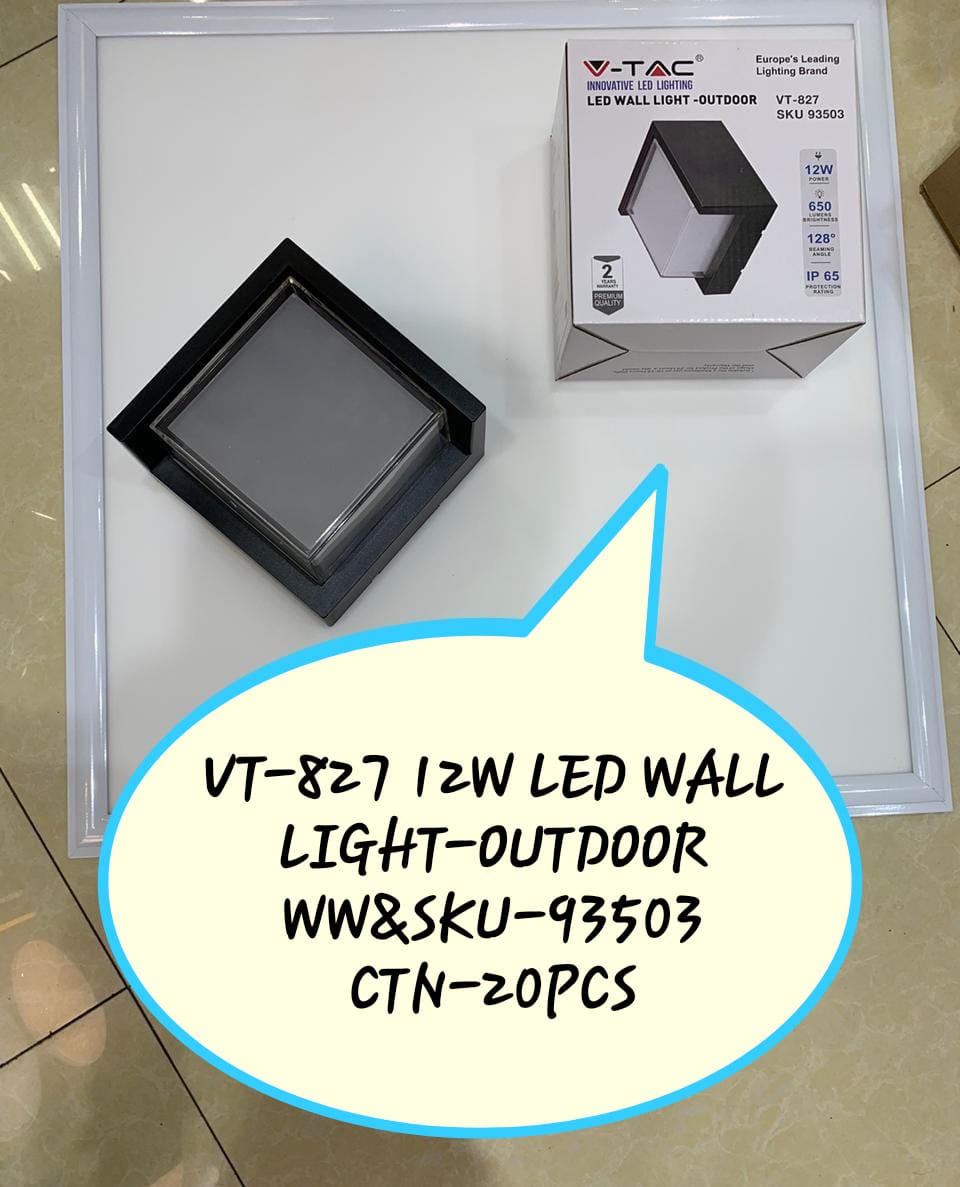 V-TAC®
INNOVATIVE LED LIGHTING
Europe's Leading
Lighting Brand
LED WALL LIGHT -OUTDOOR
VT-827
SKU 93503
12W
POWER
650
LUMENS
BRIGHTNESS
128°
BEAMING
ANGLE
IP 65
PROTECTION
RATING
2
YEARS
WARRANTY
PREMIUM
QUALITY
VT-827 12W LED WALL
LIGHT-OUTDOOR
WW&SKU-93503
CTN-20PCS